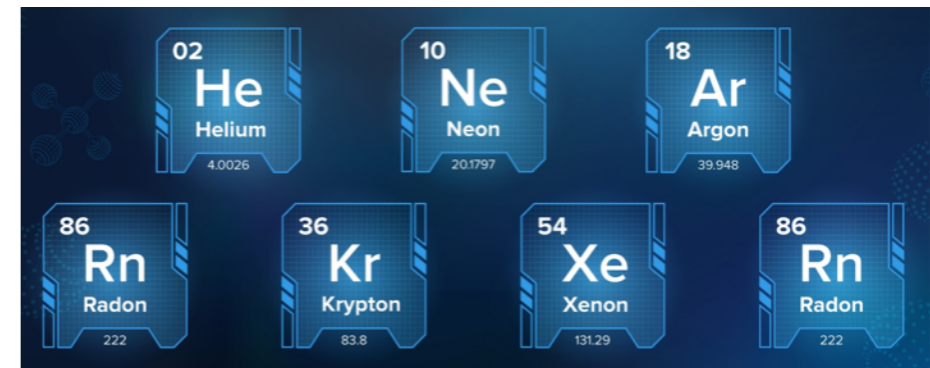 02
He
Helium
4.0026
10
Ne
Neon
20.1797
18
Ar
Argon
39.948
86
Rn
Radon
222
36
Kr
Krypton
83.8
54
Xe
Xenon
131.29
86
Rn
Radon
222